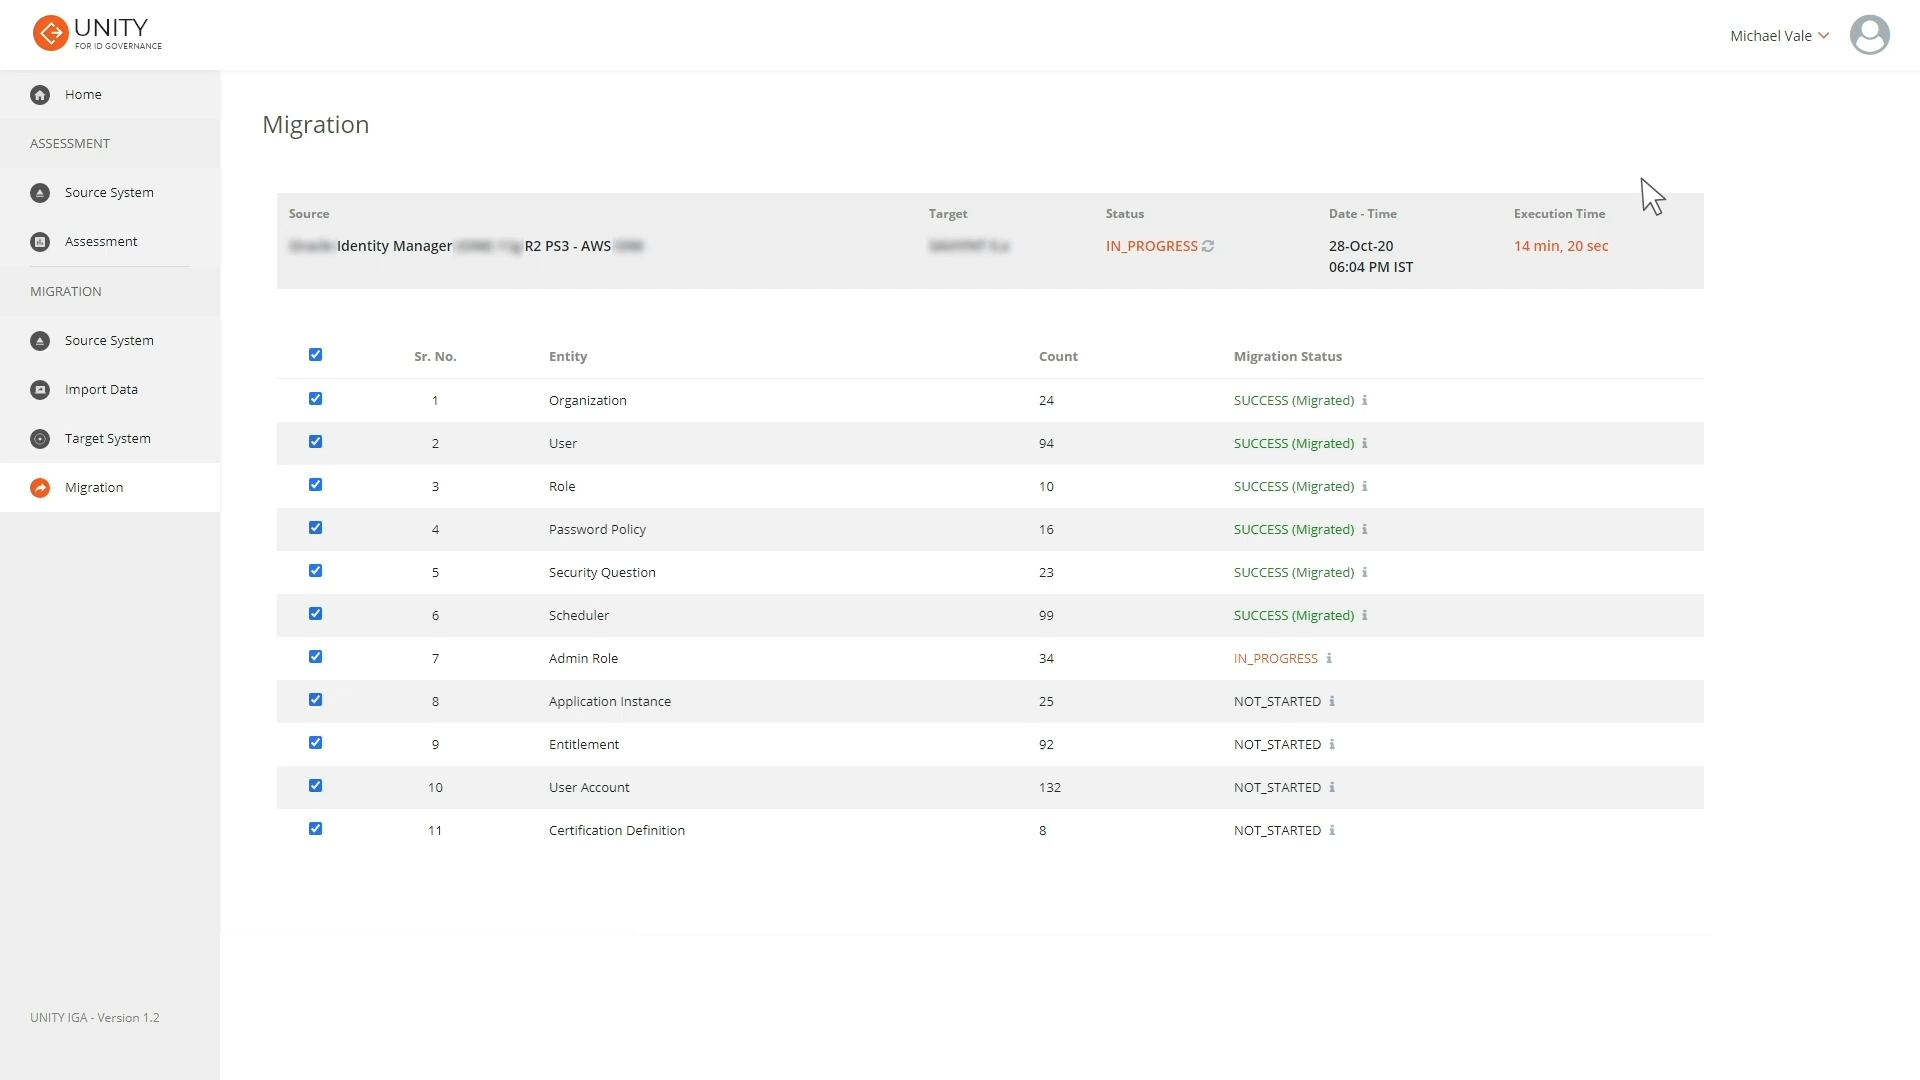 UNITY
FOR ID GOVERNANCE
Michael Vale
Home
ASSESSMENT
Source System
Assessment
MIGRATION
Source System
Import Data
Target System
Migration
UNITY IGA - Version 1.2
Migration
Source Target Status Date - Time Execution Time
Identity Manager R2 PS3 - AWS IN_PROGRESS 28-Oct-20 14 min, 20 sec
06:04 PM IST
Sr. No. Entity Count Migration Status
1 Organization 24 SUCCESS (Migrated)
2 User 94 SUCCESS (Migrated)
3 Role 10 SUCCESS (Migrated)
4 Password Policy 16 SUCCESS (Migrated)
5 Security Question 23 SUCCESS (Migrated)
6 Scheduler 99 SUCCESS (Migrated)
7 Admin Role 34 IN_PROGRESS
8 Application Instance 25 NOT_STARTED
9 Entitlement 92 NOT_STARTED
10 User Account 132 NOT_STARTED
11 Certification Definition 8 NOT_STARTED